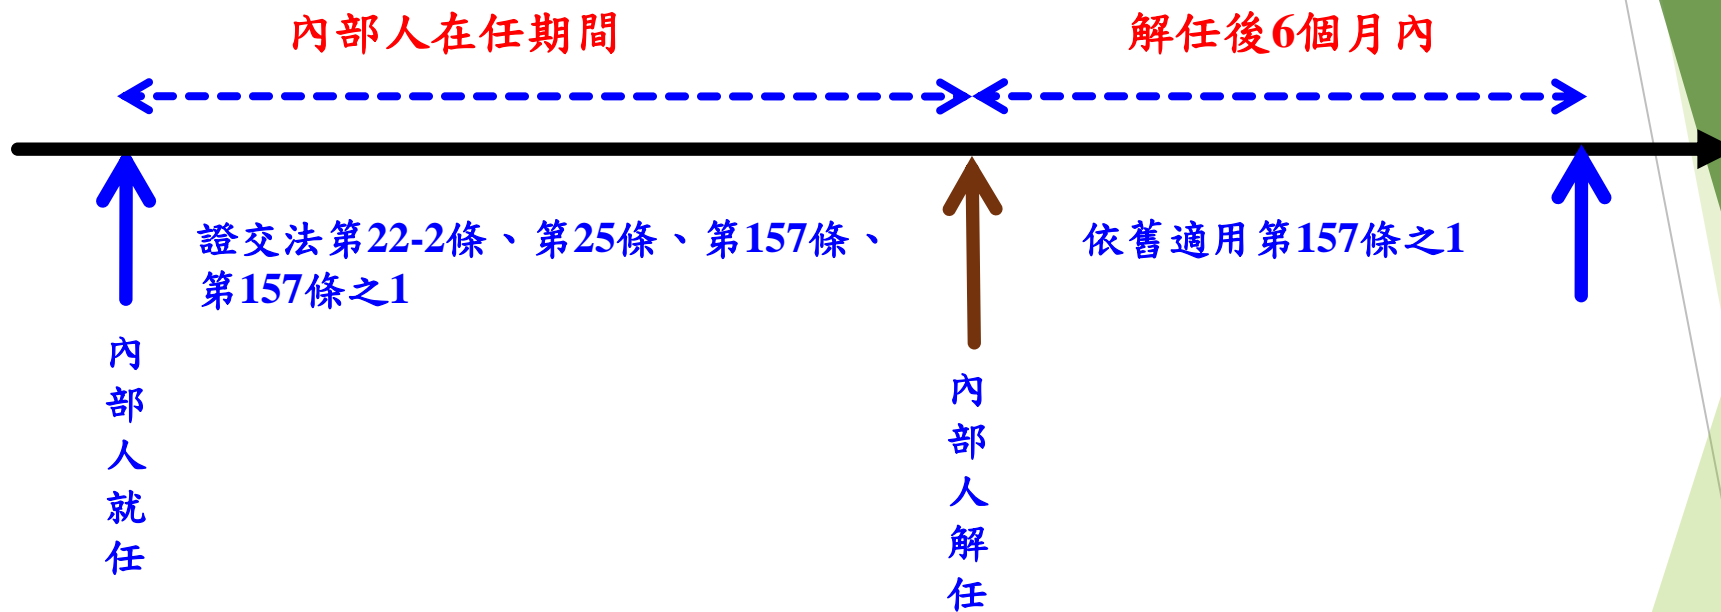 內部人在任期間
解任後6個月內
證交法第22-2條、第25條、第157條、
第157條之1
依舊適用第157條之1
內部人就任
內部人解任